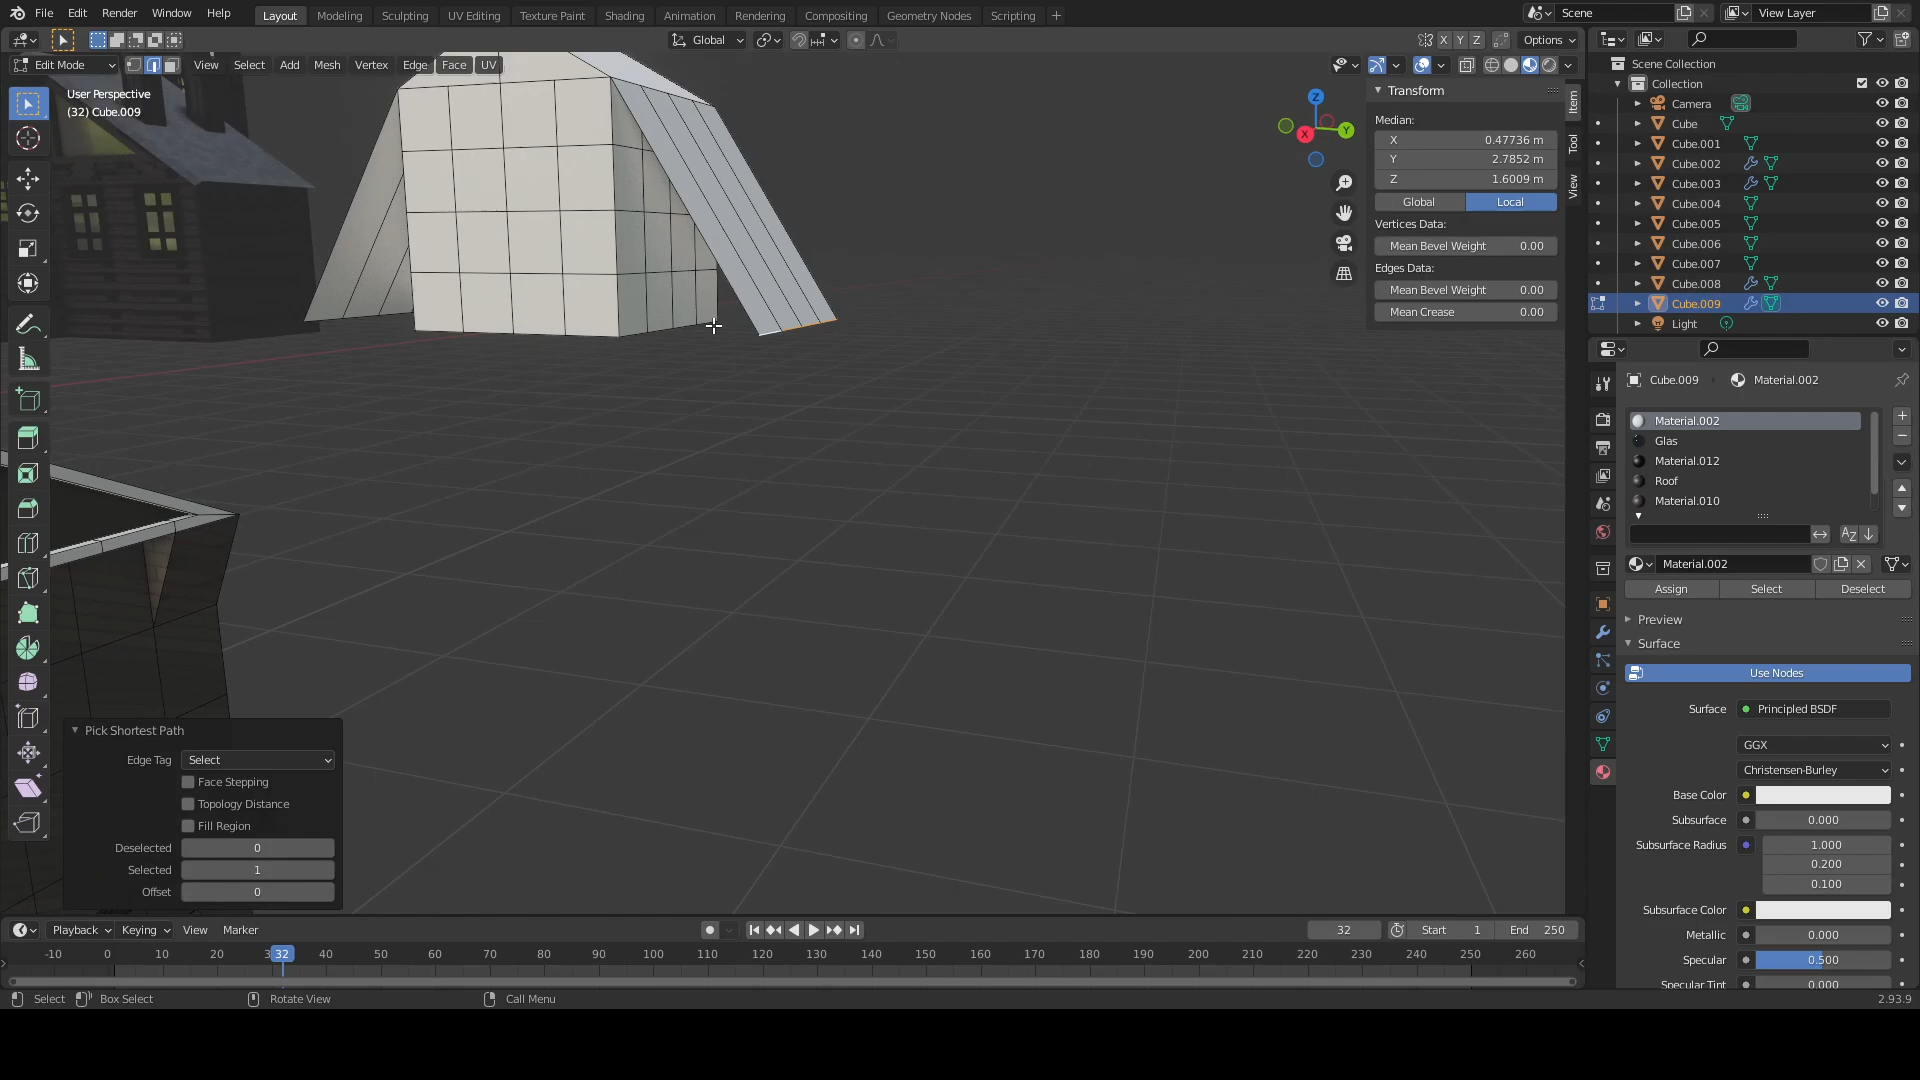 File Edit Render Window Help Layout Modeling Sculpting UV Editing Texture Paint Shading Animation Rendering Compositing Geometry Nodes Scripting + Scene View Layer
Global X Y Z Options
Edit Mode View Select Add Mesh Vertex Edge Face UV
User Perspective
(32) Cube.009
Z
Y
X
Transform
Median:
X 0.47736 m
Y 2.7852 m
Z 1.6009 m
Global Local
Vertices Data:
Mean Bevel Weight 0.00
Edges Data:
Mean Bevel Weight 0.00
Mean Crease 0.00
Item
Tool
View
Scene Collection
Collection
Camera
Cube
Cube.001
Cube.002
Cube.003
Cube.004
Cube.005
Cube.006
Cube.007
Cube.008
Cube.009
Light
Cube.009 Material.002
Material.002
Glas
Material.012
Roof
Material.010
Material.002
Assign Select Deselect
Preview
Surface
Use Nodes
Surface Principled BSDF
GGX
Christensen-Burley
Base Color
Subsurface 0.000
Subsurface Radius 1.000
0.200
0.100
Subsurface Color
Metallic 0.000
Specular 0.500
Specular Tint 0.000
Pick Shortest Path
Edge Tag Select
Face Stepping
Topology Distance
Fill Region
Deselected 0
Selected 1
Offset 0
Playback Keying View Marker 32 Start 1 End 250
-10 0 10 20 3 32 40 50 60 70 80 90 100 110 120 130 140 150 160 170 180 190 200 210 220 230 240 250 260
Select Box Select Rotate View Call Menu 2.93.9